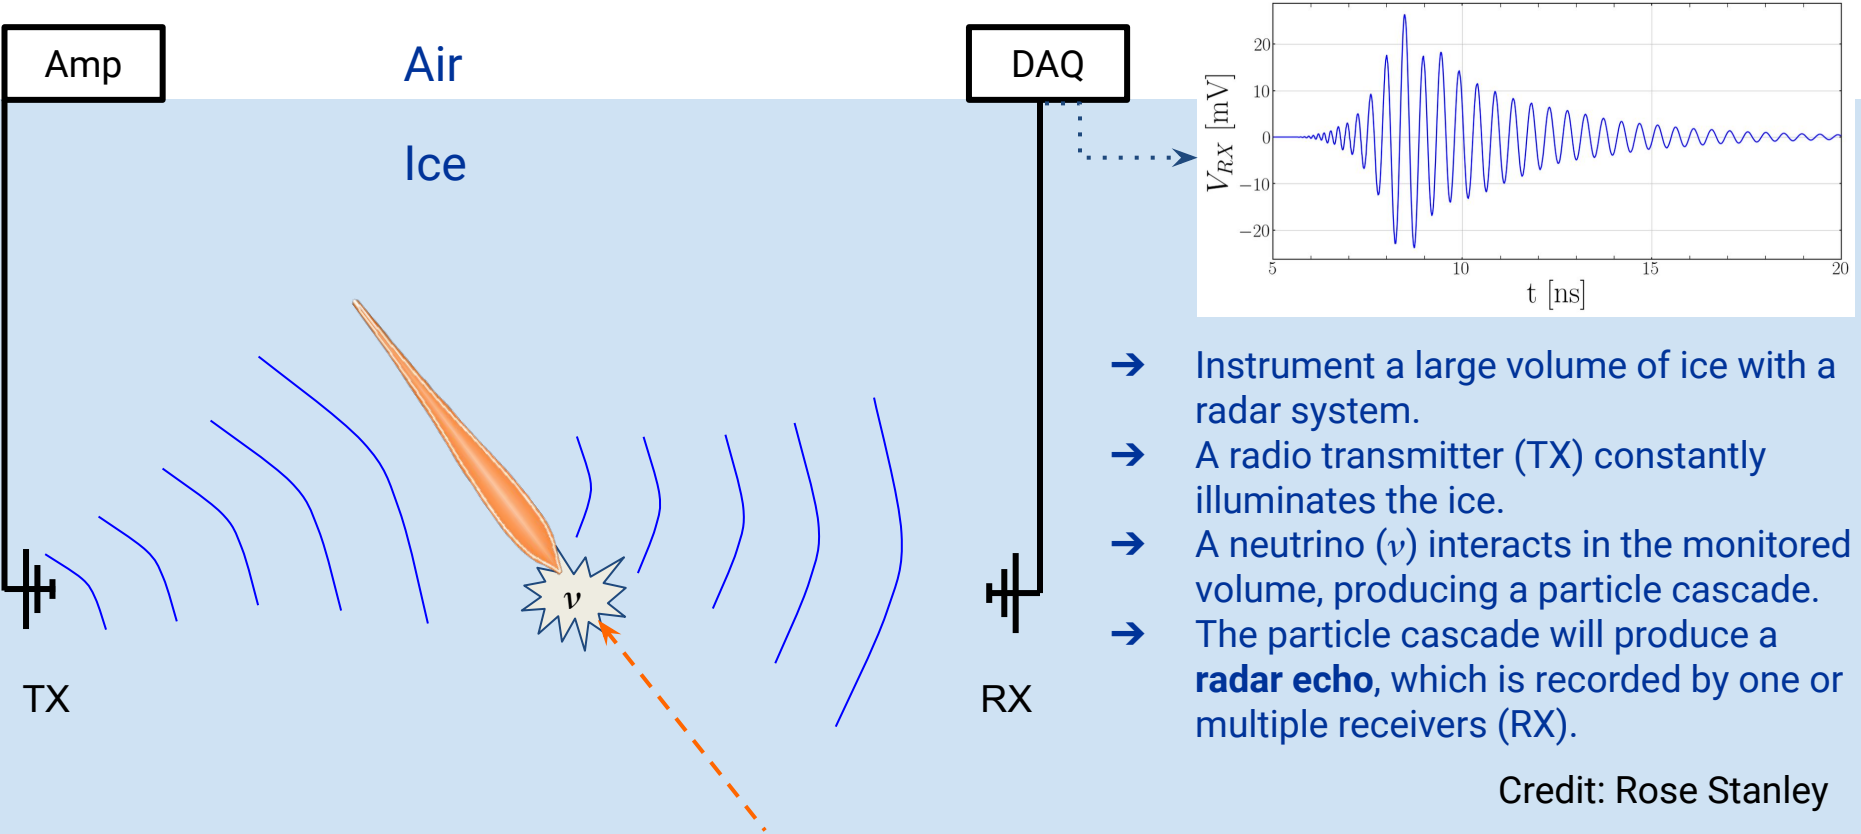 Amp
Air
DAQ
Ice
V_RX [mV]
20
10
0
−10
−20
5
10
15
20
t [ns]
➔ Instrument a large volume of ice with a
radar system.
➔ A radio transmitter (TX) constantly
illuminates the ice.
➔ A neutrino (ν) interacts in the monitored
volume, producing a particle cascade.
➔ The particle cascade will produce a
radar echo, which is recorded by one or
multiple receivers (RX).
ν
TX
RX
Credit: Rose Stanley